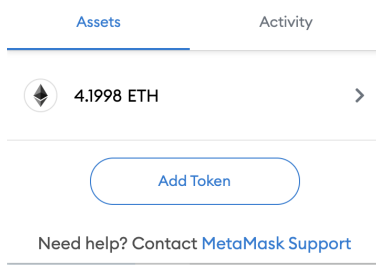 Assets Activity
4.1998 ETH
Add Token
Need help? Contact MetaMask Support